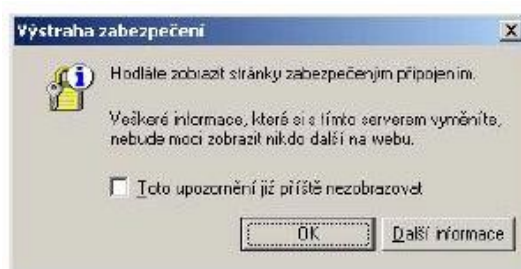 Výstraha zabezpečení
Hodláte zobrazit stránky zabezpečeným připojením.
Veškeré informace, které si s tímto serverem vyměníte,
nebude moci zobrazit nikdo další na webu.
Toto upozornění již příště nezobrazovat
OK
Další informace